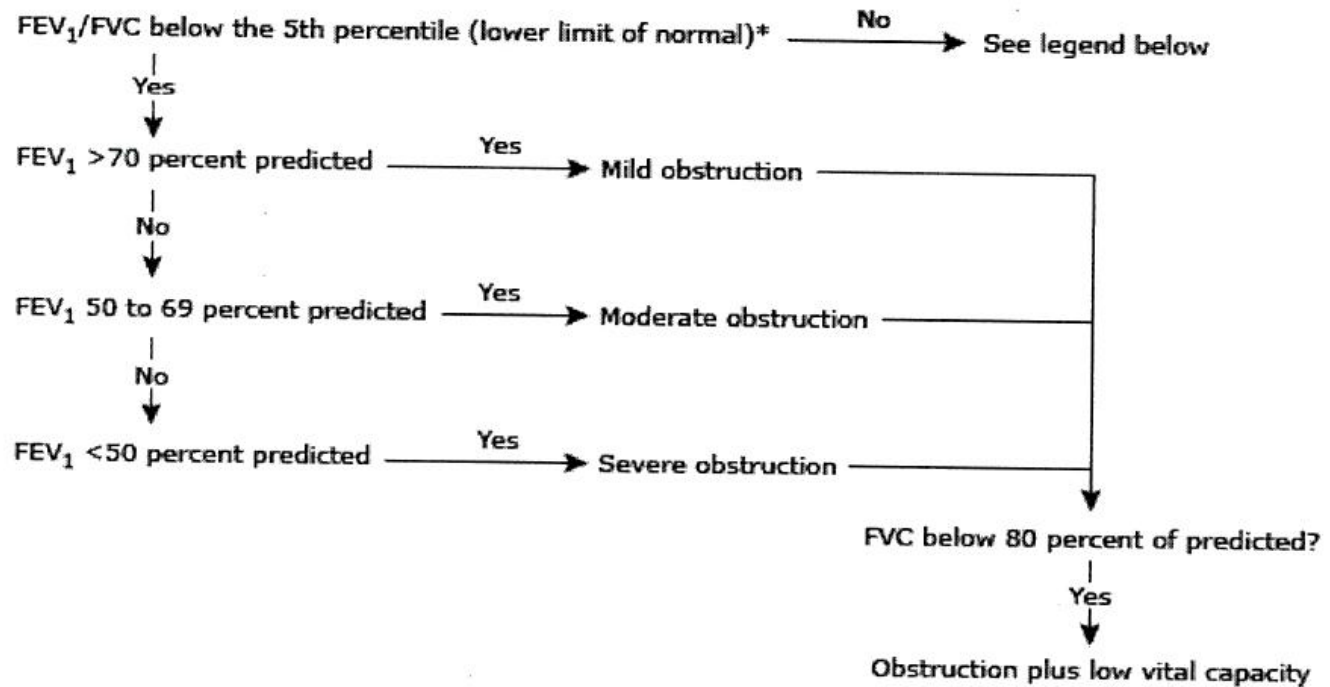 FEV₁/FVC below the 5th percentile (lower limit of normal)*
No
See legend below
Yes
FEV₁ >70 percent predicted
Yes
Mild obstruction
No
FEV₁ 50 to 69 percent predicted
Yes
Moderate obstruction
No
FEV₁ <50 percent predicted
Yes
Severe obstruction
FVC below 80 percent of predicted?
Yes
Obstruction plus low vital capacity